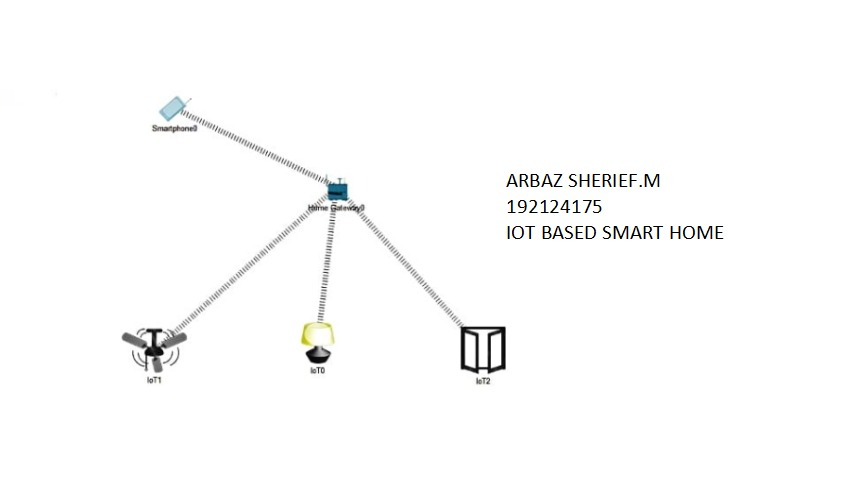 Smartphone0
Home Gateway0
ARBAZ SHERIEF.M
192124175
IOT BASED SMART HOME
IoT1
IoT0
IoT2